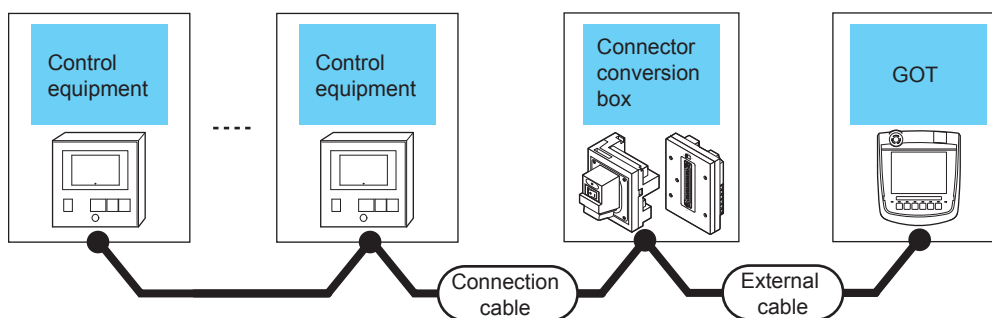 Control
equipment
Control
equipment
Connector
conversion
box
GOT
Connection
cable
External
cable